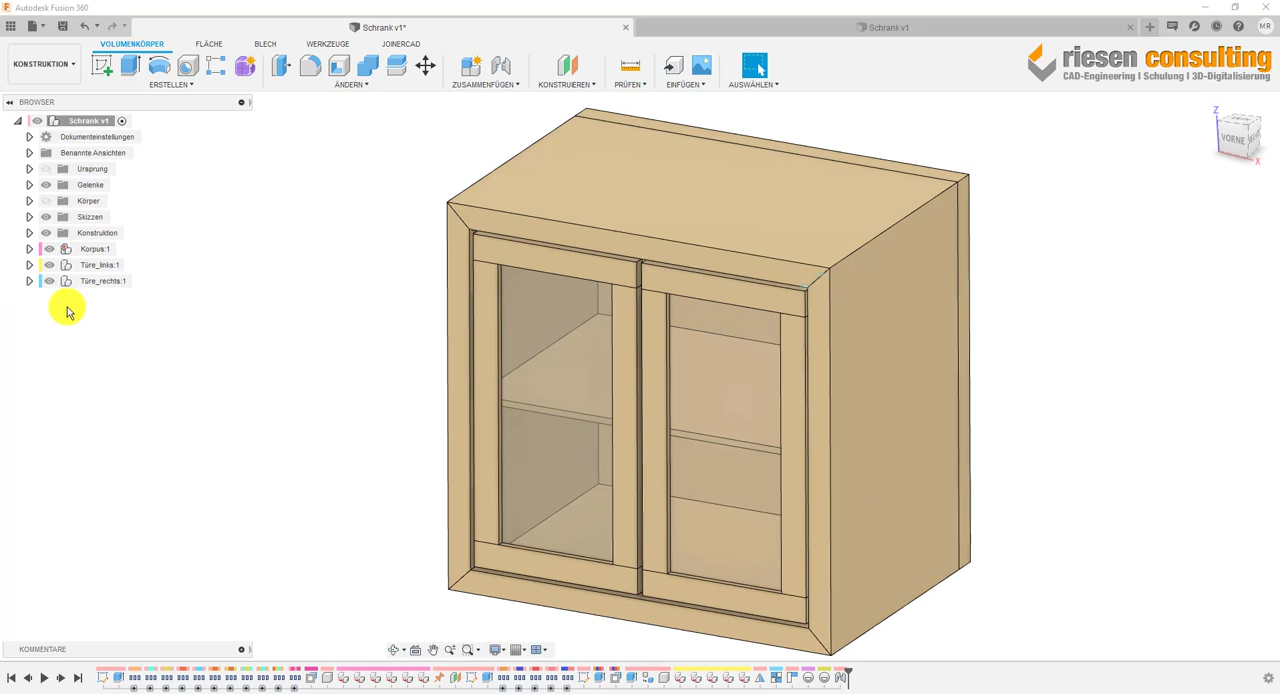 Autodesk Fusion 360
Schrank v1*
Schrank v1
MR
KONSTRUKTION
VOLUMENKÖRPER
FLÄCHE
BLECH
WERKZEUGE
JOINERCAD
ERSTELLEN
ÄNDERN
ZUSAMMENFÜGEN
KONSTRUIEREN
PRÜFEN
EINFÜGEN
AUSWÄHLEN
riesen consulting
CAD-Engineering | Schulung | 3D-Digitalisierung
BROWSER
Schrank v1
Dokumenteinstellungen
Benannte Ansichten
Ursprung
Gelenke
Körper
Skizzen
Konstruktion
Korpus:1
Türe_links:1
Türe_rechts:1
Z
VORNE
X
KOMMENTARE